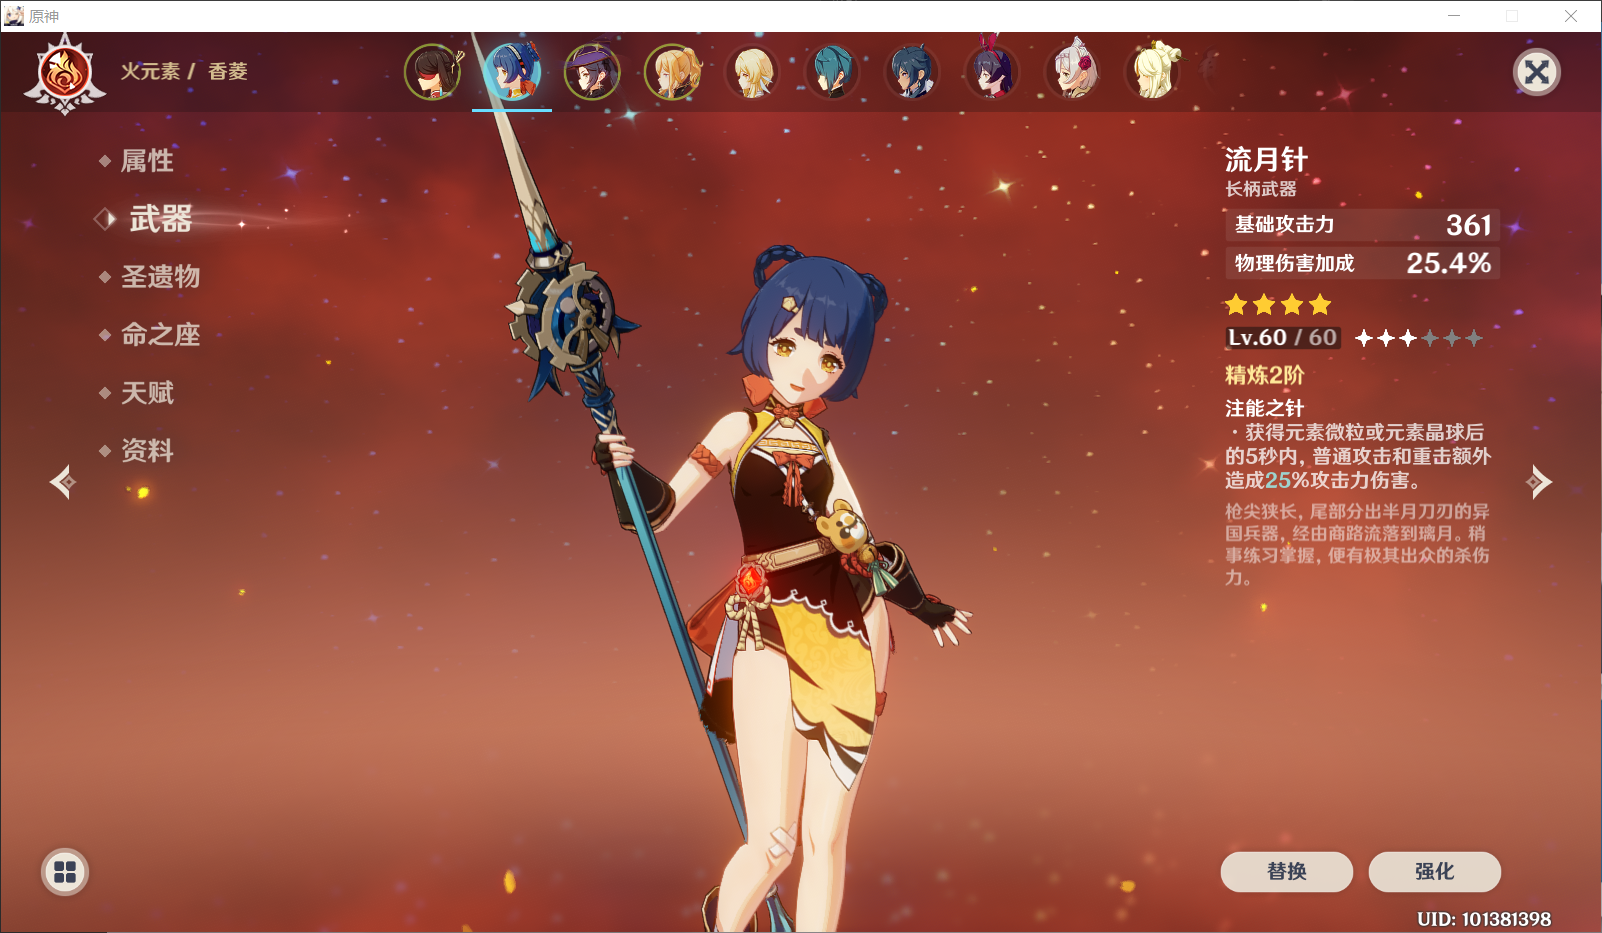 原神
火元素 / 香菱
属性
武器
圣遗物
命之座
天赋
资料
流月针
长柄武器
基础攻击力 361
物理伤害加成 25.4%
Lv.60 / 60
精炼2阶
注能之针
·获得元素微粒或元素晶球后
的5秒内，普通攻击和重击额外
造成25%攻击力伤害。
枪尖狭长，尾部分出半月刀刃的异
国兵器，经由商路流落到璃月。稍
事练习掌握，便有极其出众的杀伤
力。
替换
强化
UID: 101381398